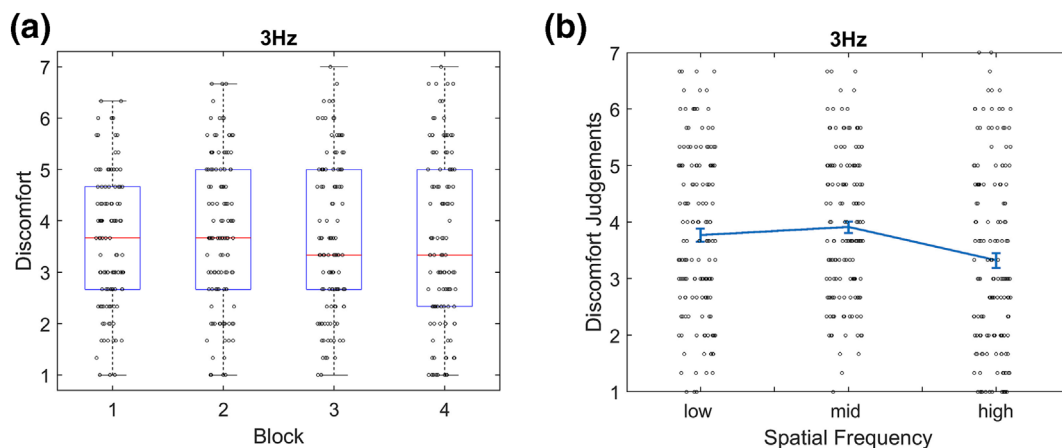 (a)
3Hz
Discomfort
7
6
5
4
3
2
1
1 2 3 4
Block
(b)
3Hz
Discomfort Judgements
7
6
5
4
3
2
1
low mid high
Spatial Frequency